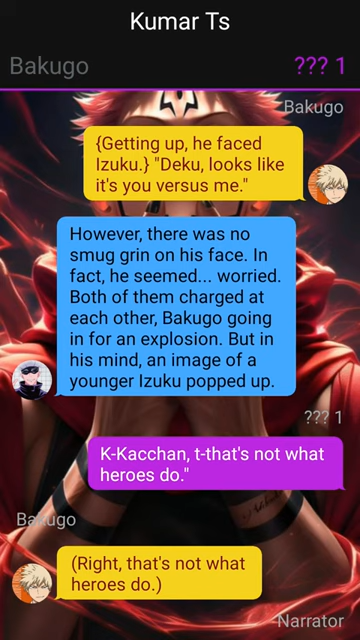 Kumar Ts
Bakugo ??? 1
Bakugo
{Getting up, he faced
Izuku.} "Deku, looks like
it's you versus me."
However, there was no
smug grin on his face. In
fact, he seemed... worried.
Both of them charged at
each other, Bakugo going
in for an explosion. But in
his mind, an image of a
younger Izuku popped up.
??? 1
K-Kacchan, t-that's not what
heroes do."
Bakugo
(Right, that's not what
heroes do.)
Narrator